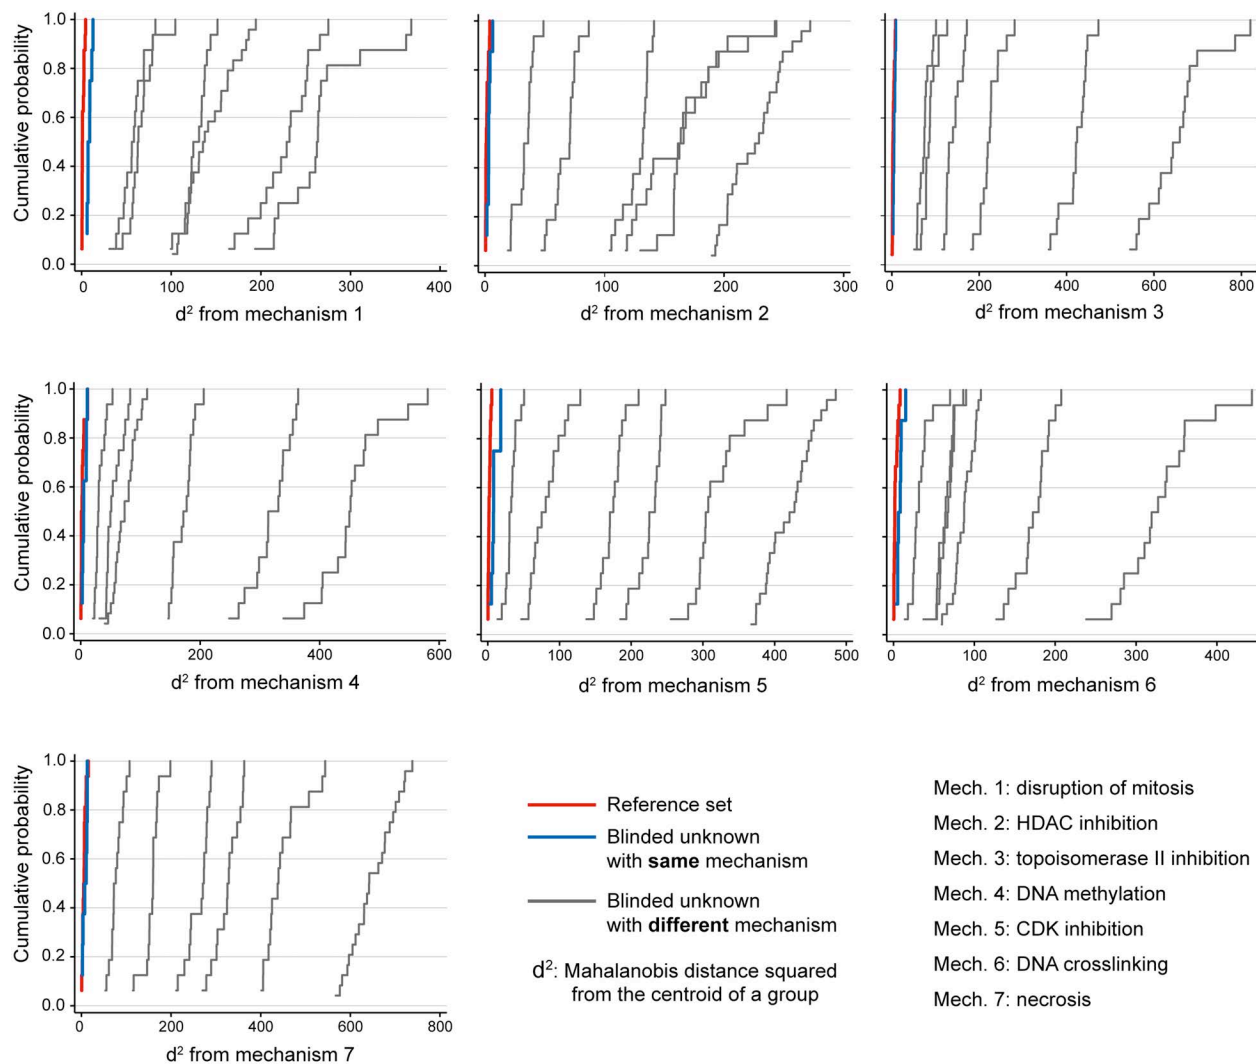 Cumulative probability
1.0
0.8
0.6
0.4
0.2
0.0
0
100
200
300
400
d² from mechanism 1
0
100
200
300
d² from mechanism 2
0
200
400
600
800
d² from mechanism 3
Cumulative probability
1.0
0.8
0.6
0.4
0.2
0.0
0
200
400
600
d² from mechanism 4
0
100
200
300
400
500
d² from mechanism 5
0
100
200
400
d² from mechanism 6
Cumulative probability
1.0
0.8
0.6
0.4
0.2
0.0
0
200
400
600
800
d² from mechanism 7
Reference set
Blinded unknown
with same mechanism
Blinded unknown
with different mechanism
d²: Mahalanobis distance squared
from the centroid of a group
Mech. 1: disruption of mitosis
Mech. 2: HDAC inhibition
Mech. 3: topoisomerase II inhibition
Mech. 4: DNA methylation
Mech. 5: CDK inhibition
Mech. 6: DNA crosslinking
Mech. 7: necrosis